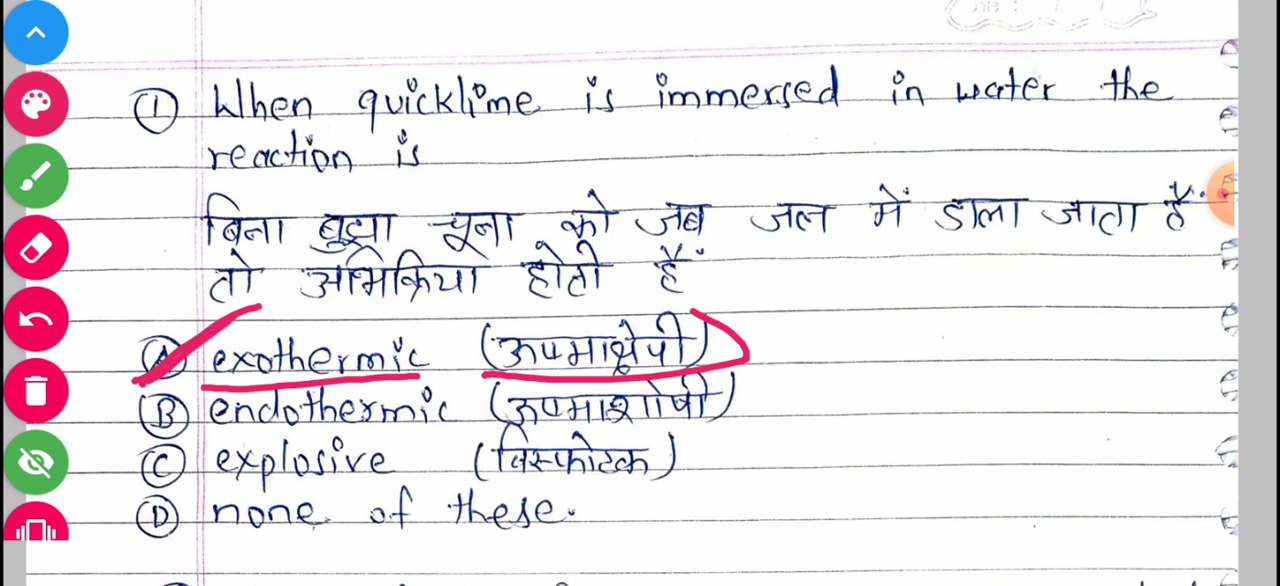 ① When quicklime is immersed in water the
reaction is
बिना बुझा चूना को जब जल में डाला जाता है
तो अभिक्रिया होती है
Ⓐ exothermic (ऊष्माक्षेपी)
Ⓑ endothermic (ऊष्माशोषी)
Ⓒ explosive (विस्फोटक)
Ⓓ none of these.